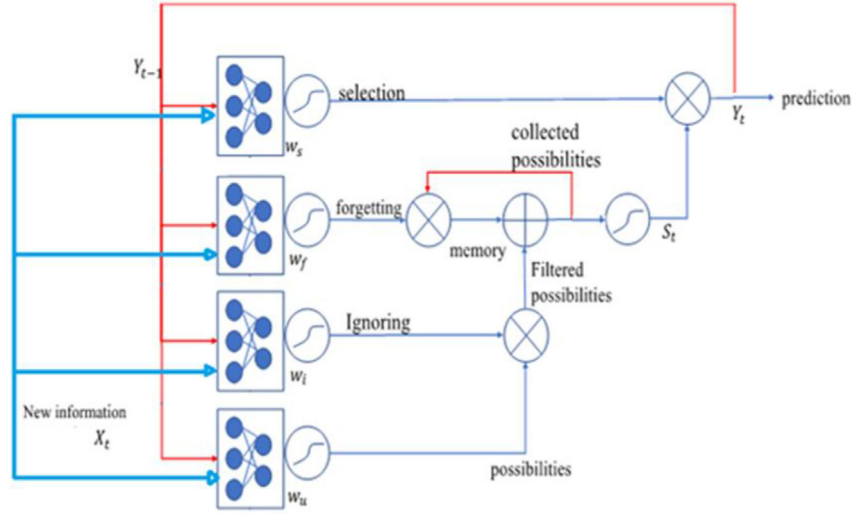 Y_{t-1}
selection
w_s
collected
possibilities
Y_t
prediction
forgetting
w_f
memory
S_t
Filtered
possibilities
Ignoring
w_i
New information
X_t
w_u
possibilities